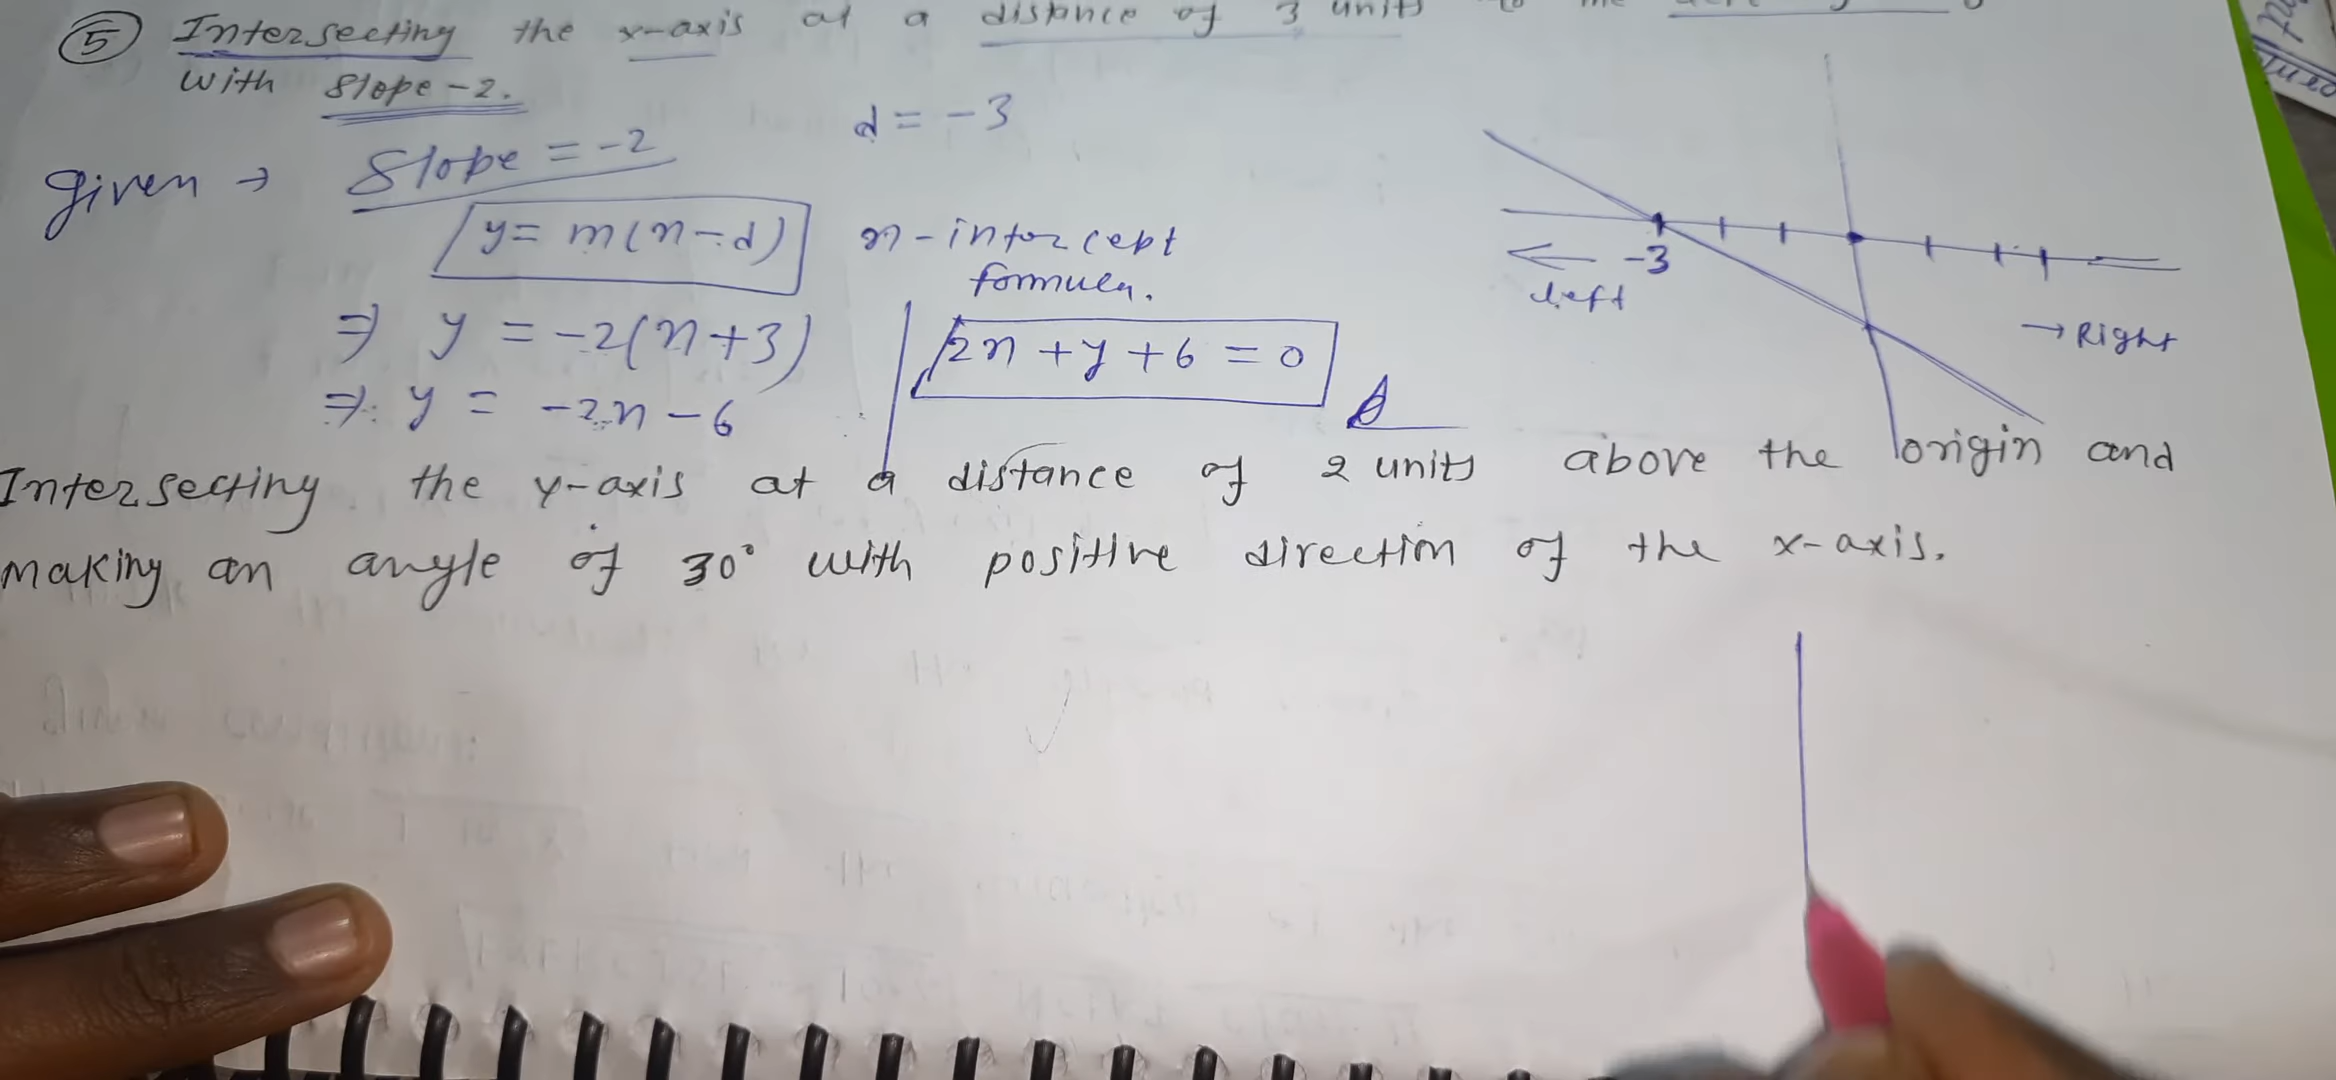 ⑤ Intersecting the x-axis at a distance of 3 units to the
with slope -2.
d = -3
given → Slope = -2
y = m(x-d) x-intercept
formula.
⇒ y = -2(x+3)
2x + y + 6 = 0
⇒ y = -2x - 6
-3
left
→ Right
Intersecting the y-axis at a distance of 2 units above the origin and
making an angle of 30° with positive direction of the x-axis.